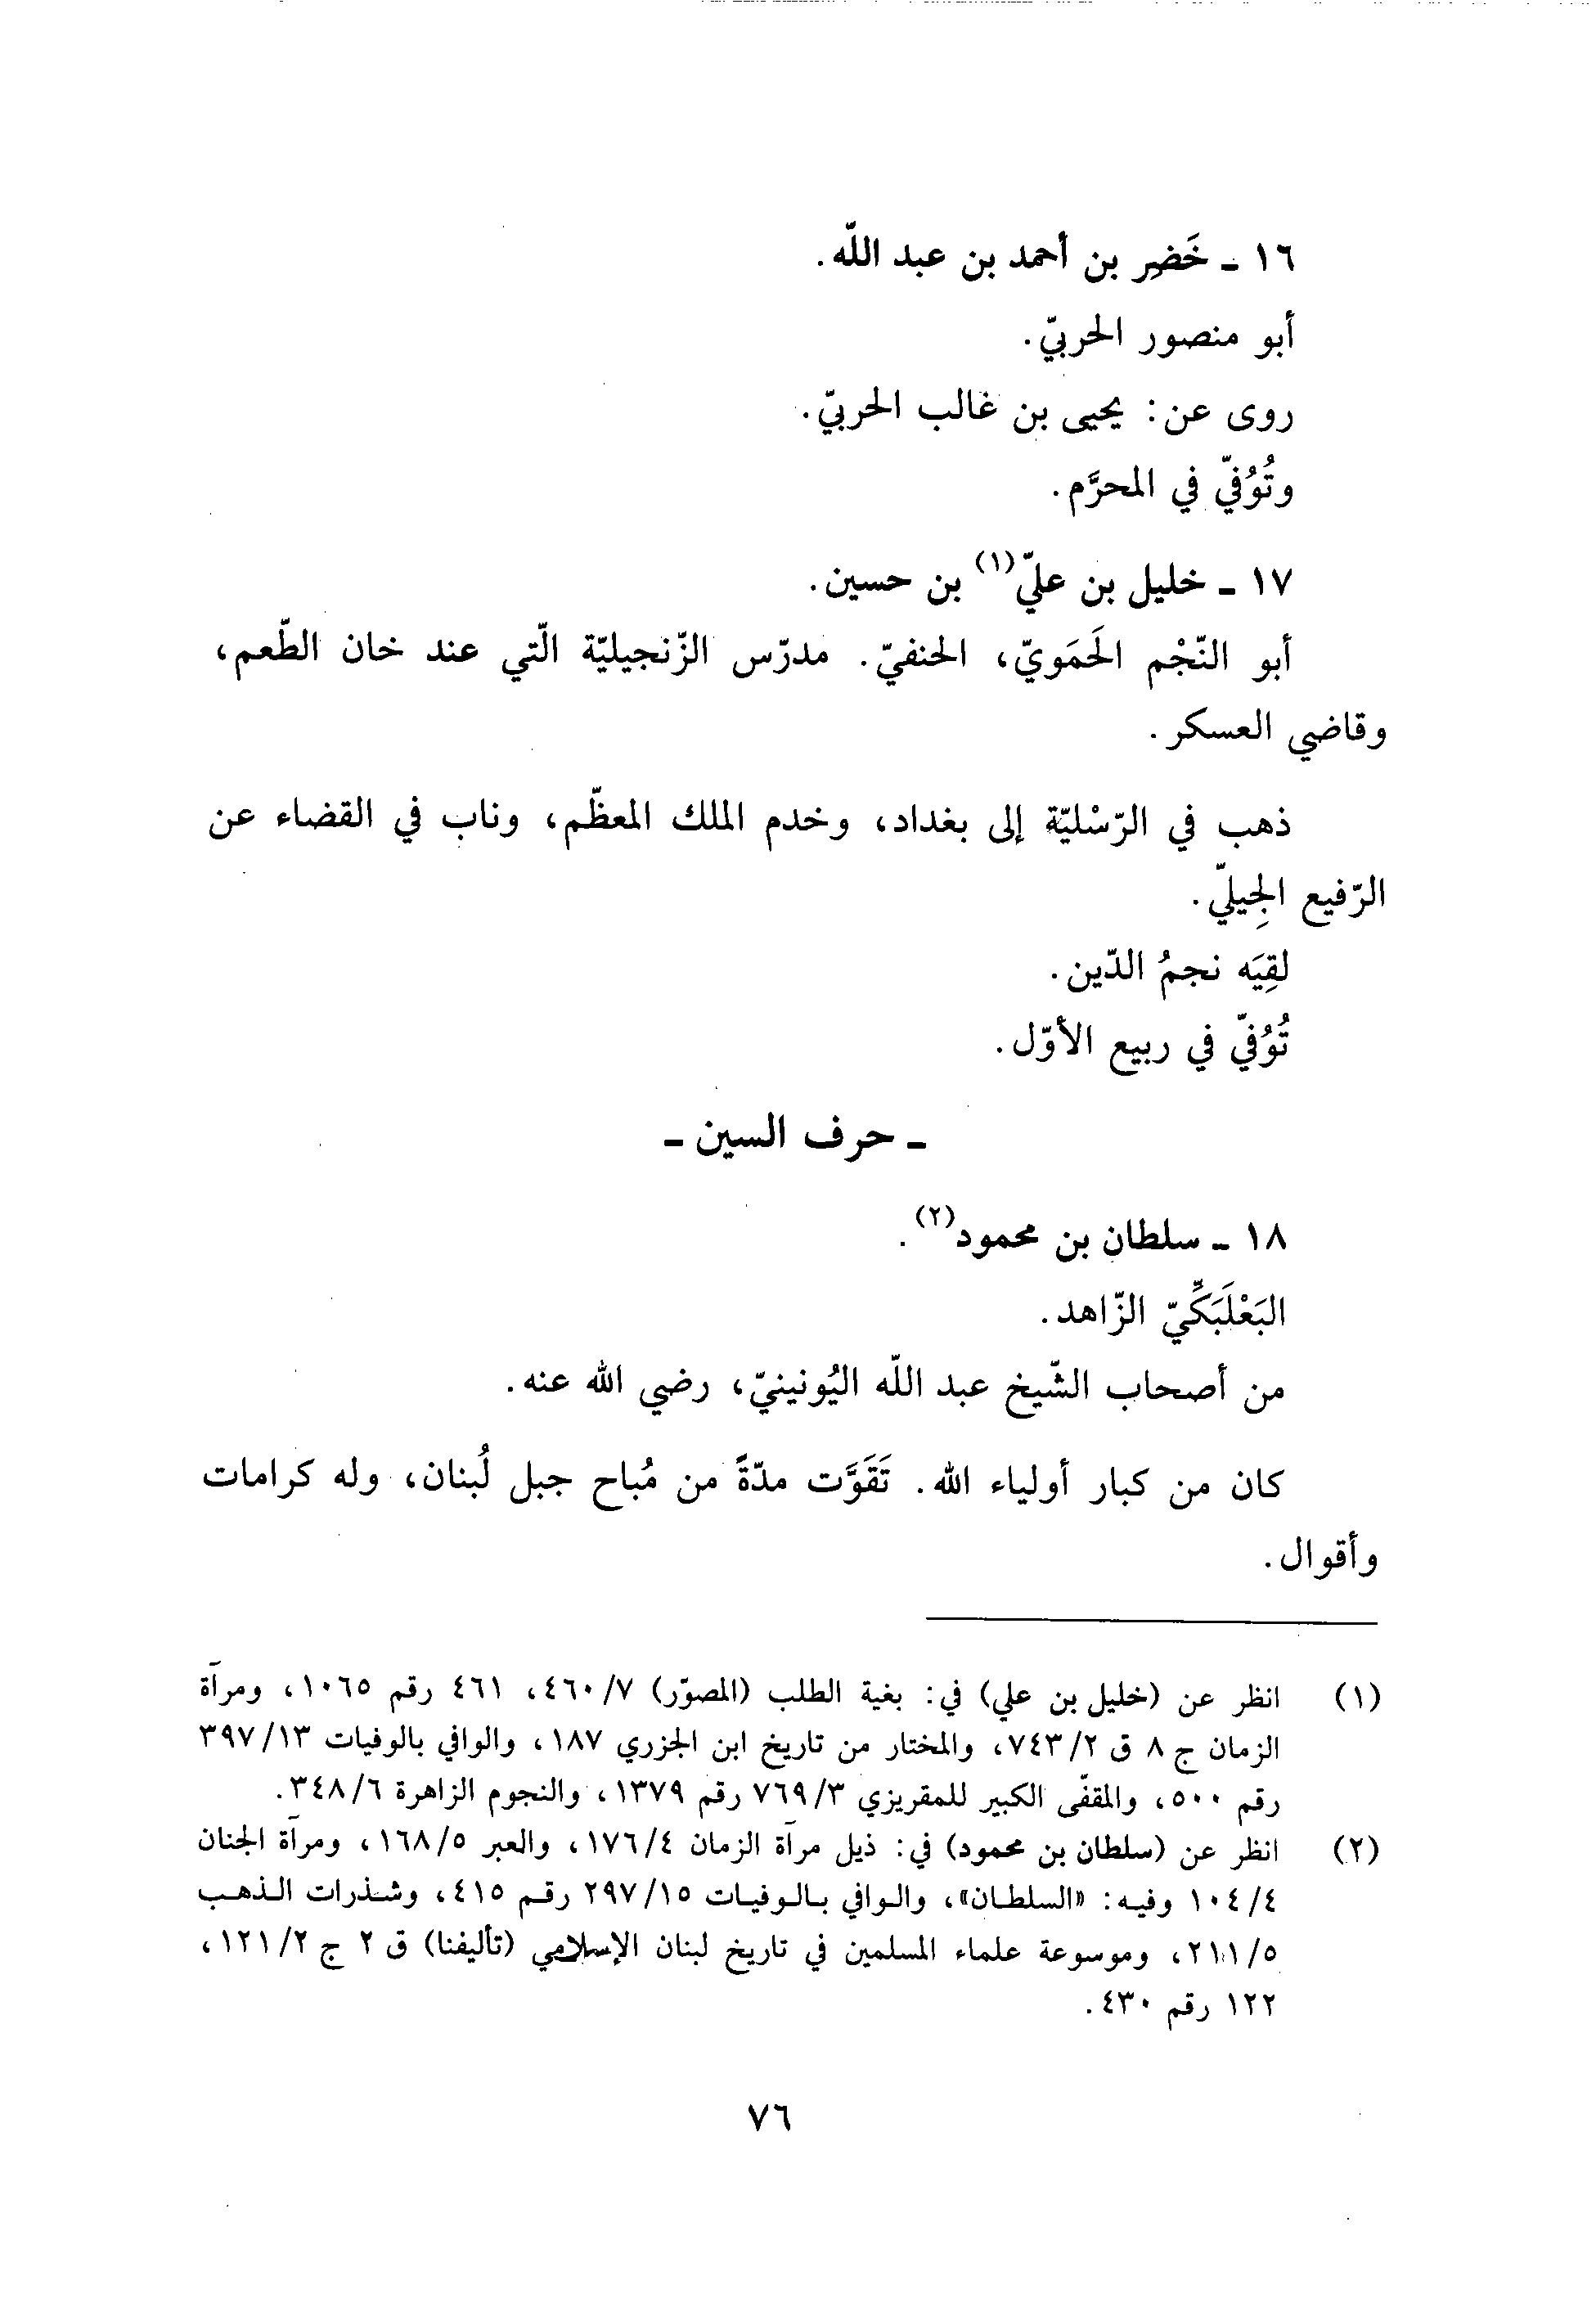 ١٦ ـ خَضِر بن أحمد بن عبد اللّه.
أبو منصور الحربيّ.
روى عن: يحيى بن غالب الحربيّ.
وتُوُفيّ في المحرَّم.
١٧ ـ خليل بن عليّ(١) بن حسين.
أبو النّجْم الحَمَويّ، الحنفيّ. مدرّس الزّنجيليّة الّتي عند خان الطّعم،
وقاضي العسكر.
ذهب في الرّسْليّة إلى بغداد، وخدم الملك المعظّم، وناب في القضاء عن
الرّفيع الجِيليّ.
لقِيَه نجمُ الدّين.
تُوُفيّ في ربيع الأوّل.
ـ حرف السين ـ
١٨ ـ سلطان بن محمود(٢).
البَعْلَبَكِّيّ الزّاهد.
من أصحاب الشّيخ عبد اللّه اليُونينيّ، رضي الله عنه.
كان من كبار أولياء الله. تَقَوَّت مدّةً من مُباح جبل لُبنان، وله كرامات
وأقوال.
(١) انظر عن (خليل بن علي) في: بغية الطلب (المصوّر) ٤٦٠/٧، ٤٦١ رقم ١٠٦٥، ومرآة
الزمان ج ٨ ق ٧٤٣/٢، والمختار من تاريخ ابن الجزري ١٨٧، والوافي بالوفيات ٣٩٧/١٣
رقم ٥٠٠، والمقفّى الكبير للمقريزي ٧٦٩/٣ رقم ١٣٧٩، والنجوم الزاهرة ٣٤٨/٦.
(٢) انظر عن (سلطان بن محمود) في: ذيل مرآة الزمان ١٧٦/٤، والعبر ١٦٨/٥، ومرآة الجنان
١٠٤/٤ وفيه: «السلطان»، والوافي بالوفيات ٢٩٧/١٥ رقم ٤١٥، وشذرات الذهب
٢١١/٥، وموسوعة علماء المسلمين في تاريخ لبنان الإسلامي (تأليفنا) ق ٢ ج ١٢١/٢،
١٢٢ رقم ٤٣٠.
٧٦